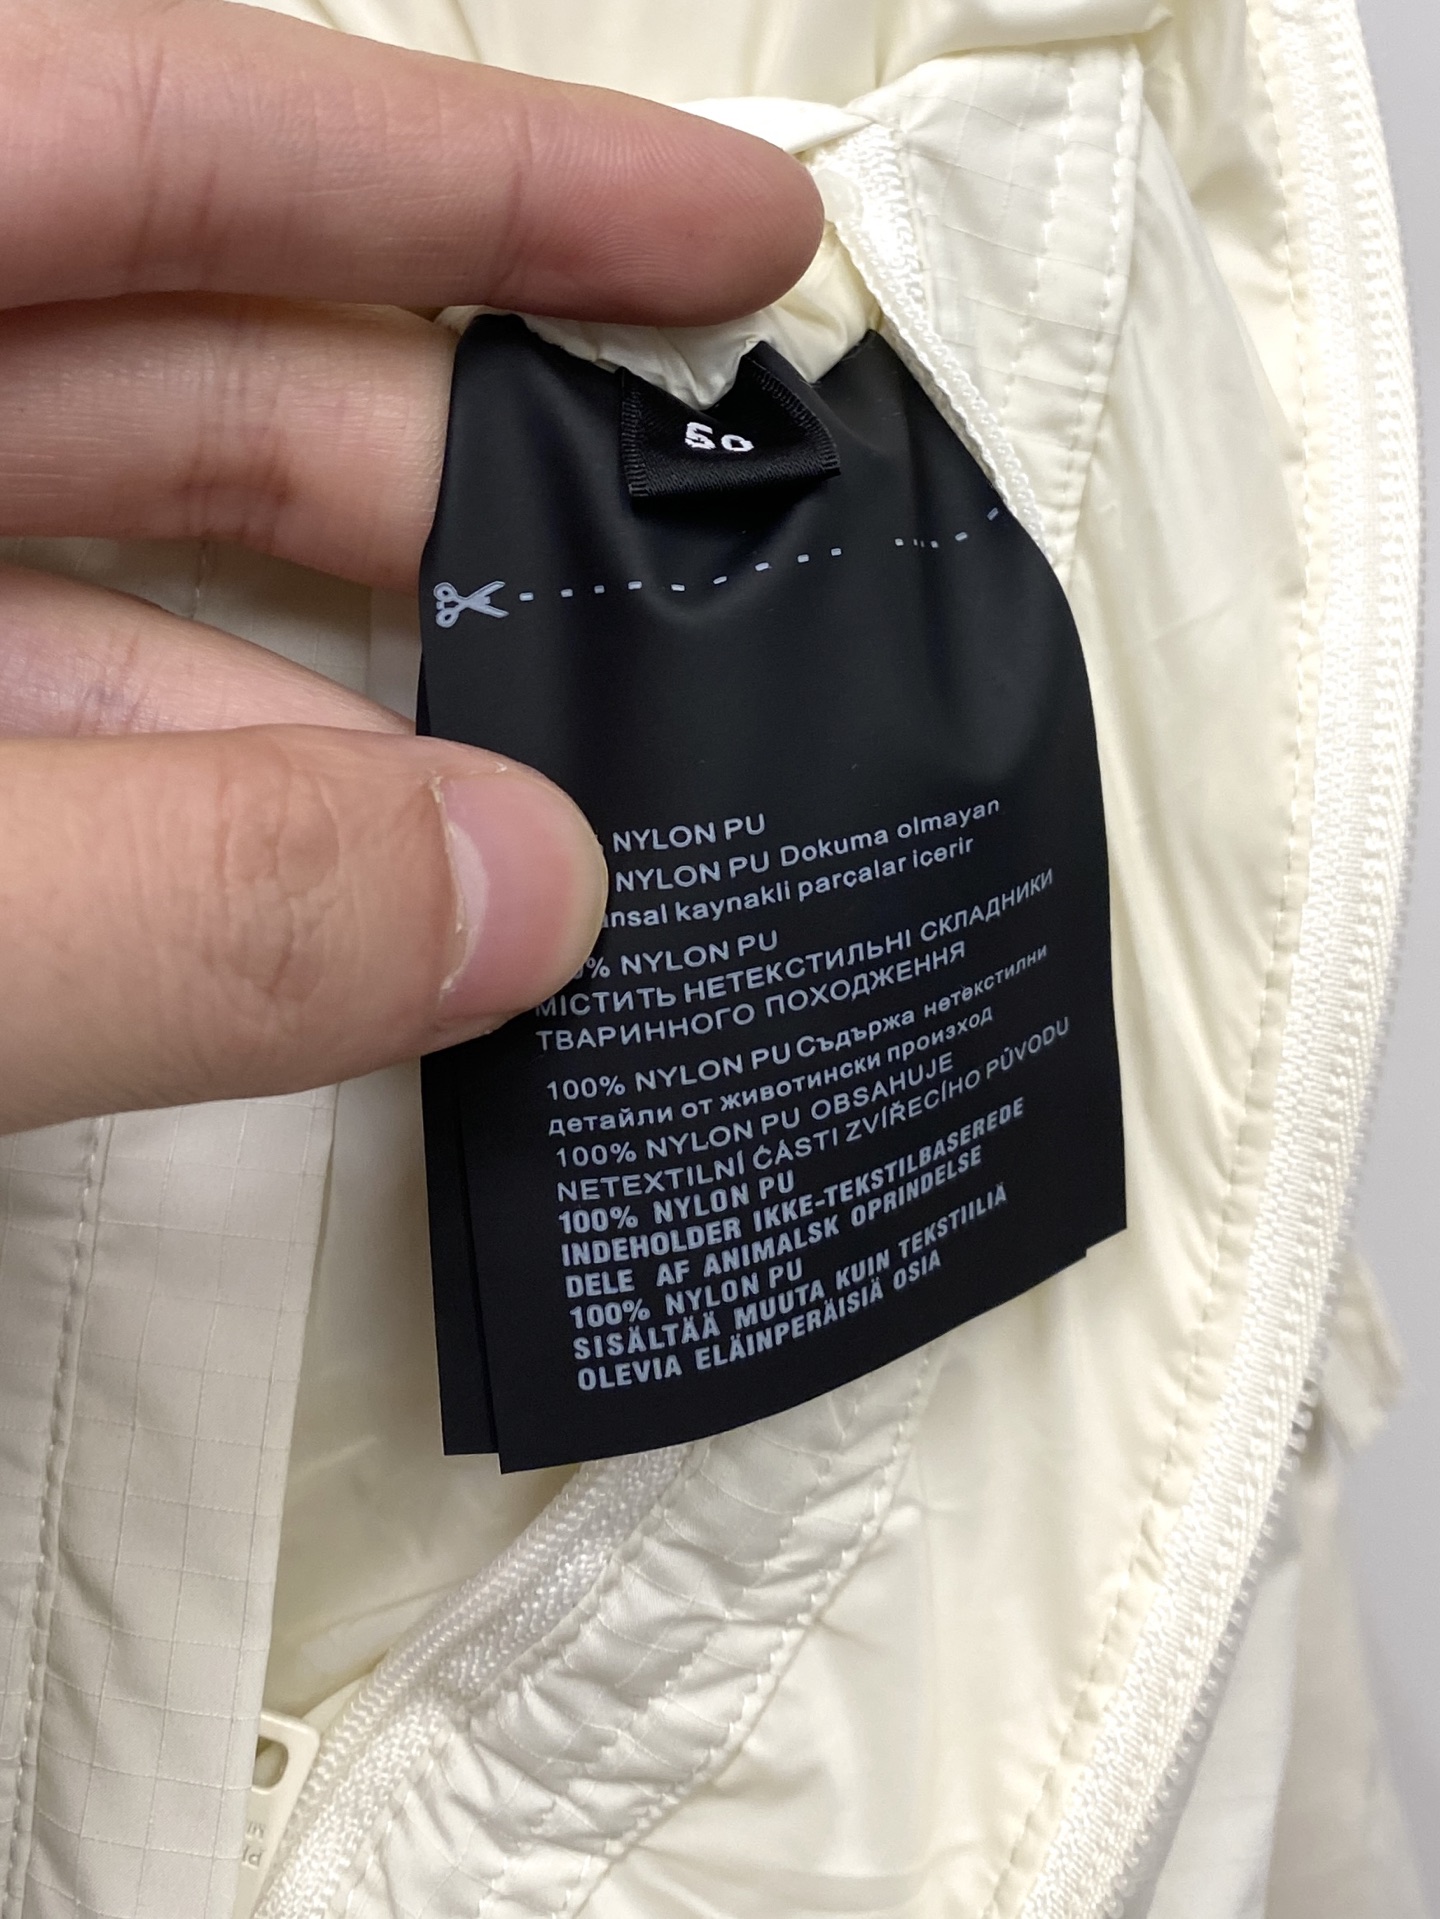 50
NYLON PU
NYLON PU Dokuma olmayan
kaynakli parçalar içerir
% NYLON PU
МІСТИТЬ НЕТЕКСТИЛЬНІ СКЛАДНИКИ
ТВАРИННОГО ПОХОДЖЕННЯ
100% NYLON PU Съдържа нетекстилни
детайли от животински произход
100% NYLON PU OBSAHUJE
NETEXTILNÍ ČÁSTI ZVÍŘECÍHO PŮVODU
100% NYLON PU
INDEHOLDER IKKE-TEKSTILBASEREDE
DELE AF ANIMALSK OPRINDELSE
100% NYLON PU
SISÄLTÄÄ MUUTA KUIN TEKSTIILIÄ
OLEVIA ELÄINPERÄISIÄ OSIA